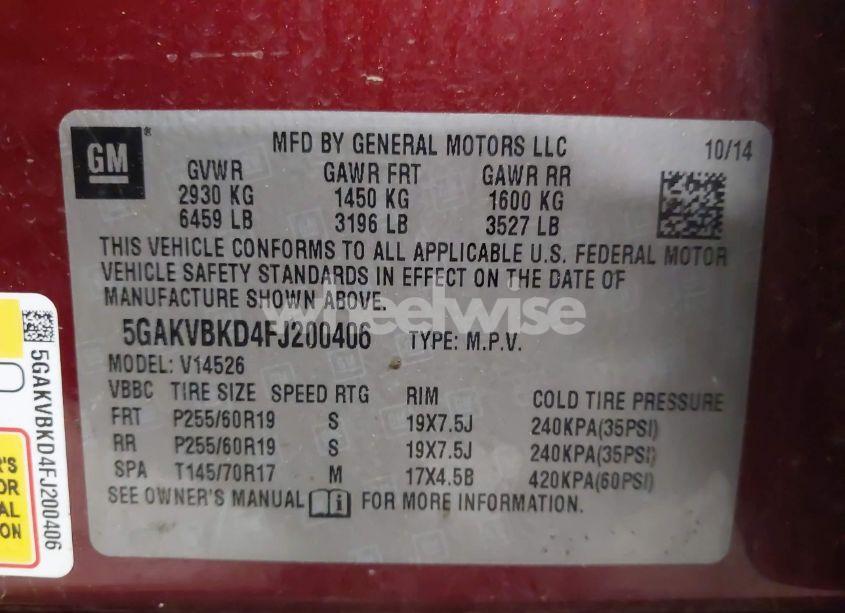 GM
MFD BY GENERAL MOTORS LLC 10/14
GVWR GAWR FRT GAWR RR
2930 KG 1450 KG 1600 KG
6459 LB 3196 LB 3527 LB
THIS VEHICLE CONFORMS TO ALL APPLICABLE U.S. FEDERAL MOTOR
VEHICLE SAFETY STANDARDS IN EFFECT ON THE DATE OF
MANUFACTURE SHOWN ABOVE.
wheelwise
5GAKVBKD4FJ200406 TYPE: M.P.V.
MODEL: V14526
VBBC TIRE SIZE SPEED RTG RIM COLD TIRE PRESSURE
FRT P255/60R19 S 19X7.5J 240KPA(35PSI)
RR P255/60R19 S 19X7.5J 240KPA(35PSI)
SPA T145/70R17 M 17X4.5B 420KPA(60PSI)
SEE OWNER'S MANUAL FOR MORE INFORMATION.
5GAKVBKD4FJ200406
R'S
OR
AL
ON